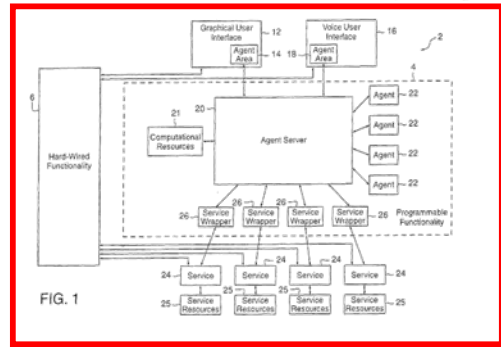 Graphical User
Interface
12
Voice User
Interface
16
2
Agent
Area
14
18
Agent
Area
4
6
20
22
Agent
21
Computational
Resources
Agent Server
Agent
22
Hard-Wired
Functionality
Agent
22
Agent
22
26
26
26
Service
Wrapper
Service
Wrapper
Service
Wrapper
Service
Wrapper
26
Programmable
Functionality
24
24
24
24
Service
Service
Service
Service
FIG. 1
25
25
25
25
Service
Resources
Service
Resources
Service
Resources
Service
Resources